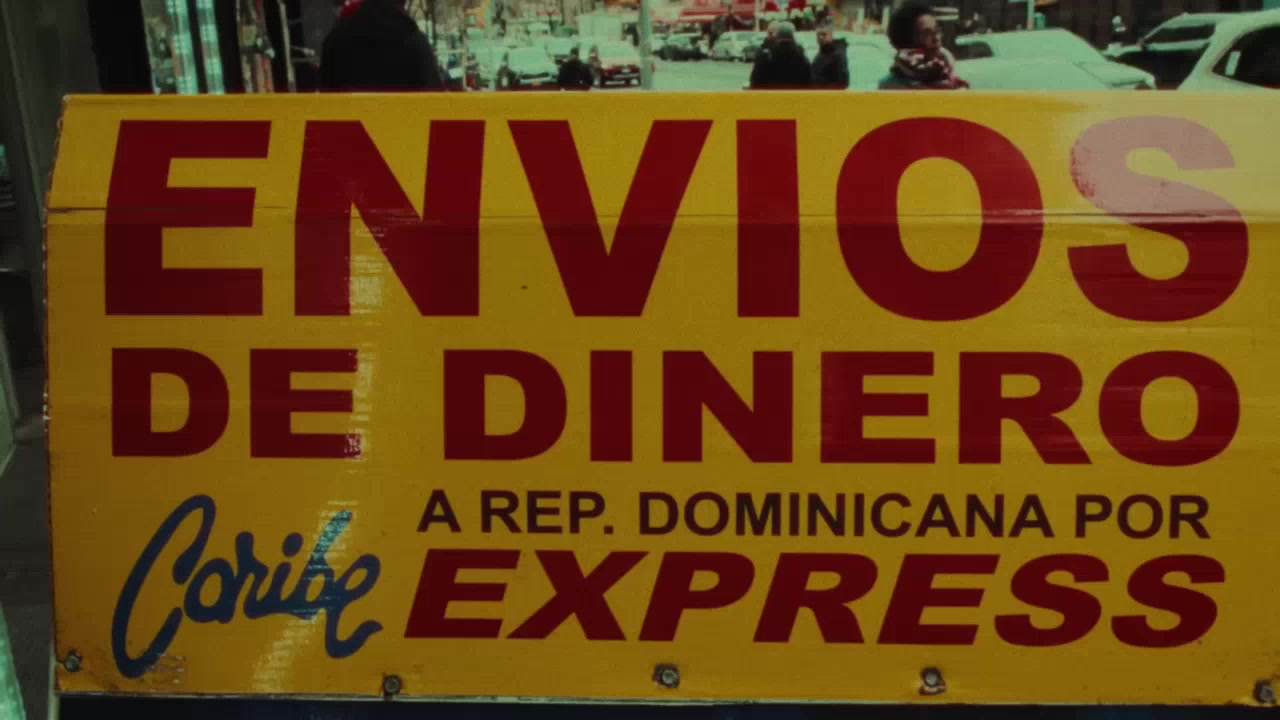 ENVIOS
DE DINERO
A REP. DOMINICANA POR
Caribe EXPRESS